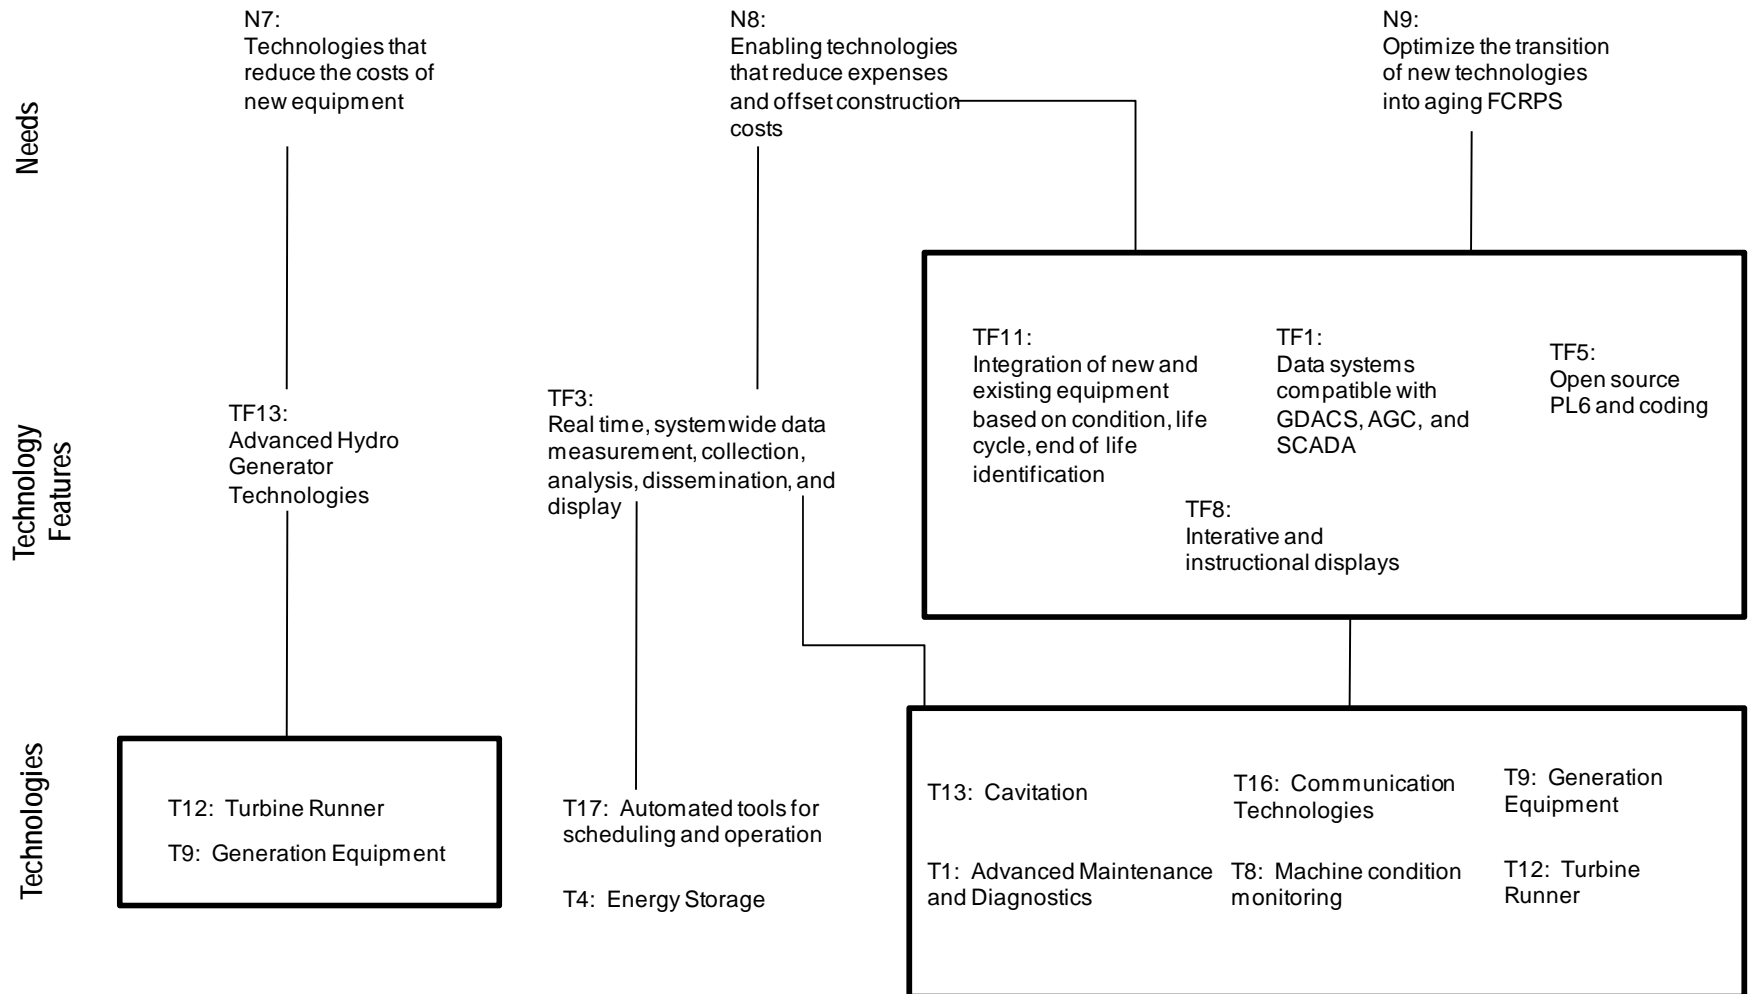 Needs
N7:
Technologies that
reduce the costs of
new equipment
N8:
Enabling technologies
that reduce expenses
and offset construction
costs
N9:
Optimize the transition
of new technologies
into aging FCRPS
Technology
Features
TF13:
Advanced Hydro
Generator
Technologies
TF3:
Real time, system wide data
measurement, collection,
analysis, dissemination, and
display
TF11:
Integration of new and
existing equipment
based on condition, life
cycle, end of life
identification
TF1:
Data systems
compatible with
GDACS, AGC, and
SCADA
TF5:
Open source
PL6 and coding
TF8:
Interative and
instructional displays
Technologies
T12: Turbine Runner
T9: Generation Equipment
T17: Automated tools for
scheduling and operation
T4: Energy Storage
T13: Cavitation
T16: Communication
Technologies
T9: Generation
Equipment
T1: Advanced Maintenance
and Diagnostics
T8: Machine condition
monitoring
T12: Turbine
Runner